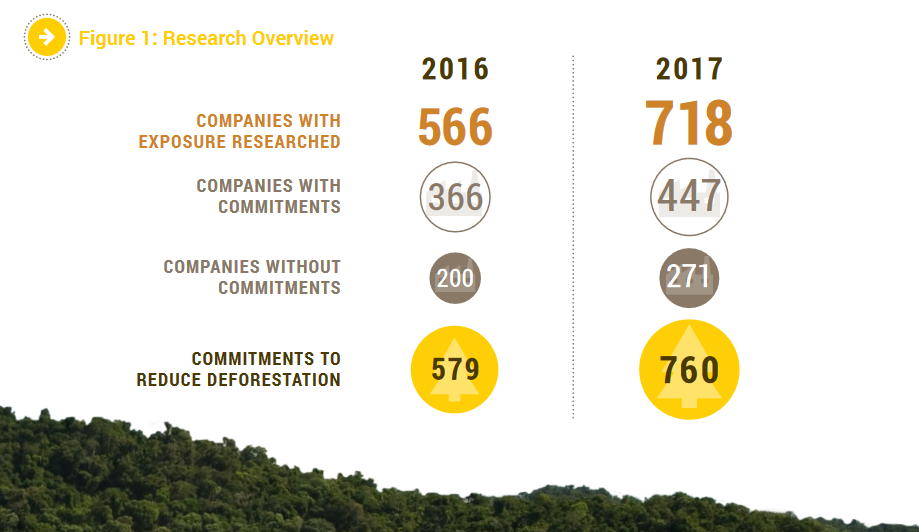 Figure 1: Research Overview
2016
2017
COMPANIES WITH
EXPOSURE RESEARCHED
566
718
COMPANIES WITH
COMMITMENTS
366
447
COMPANIES WITHOUT
COMMITMENTS
200
271
COMMITMENTS TO
REDUCE DEFORESTATION
579
760